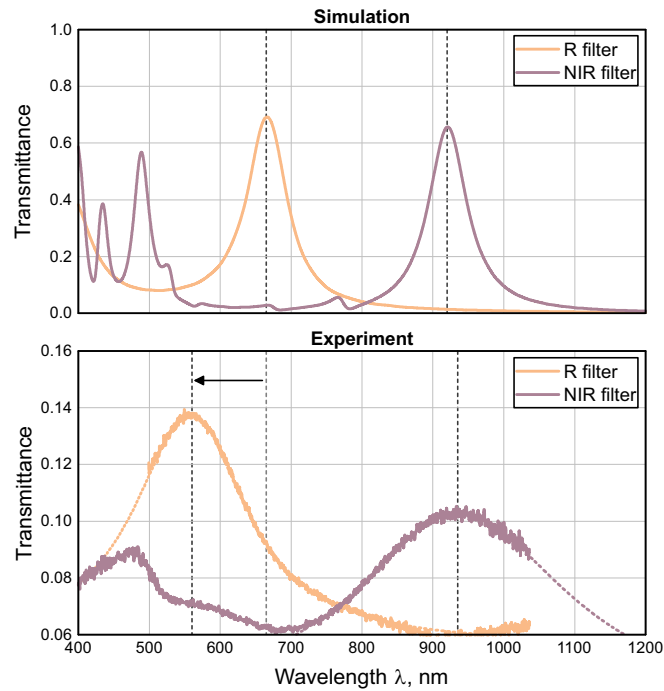 Simulation
1.0
0.8
0.6
0.4
0.2
0.0
Transmittance
R filter
NIR filter
Experiment
0.16
0.14
0.12
0.10
0.08
0.06
Transmittance
R filter
NIR filter
400 500 600 700 800 900 1000 1100 1200
Wavelength λ, nm